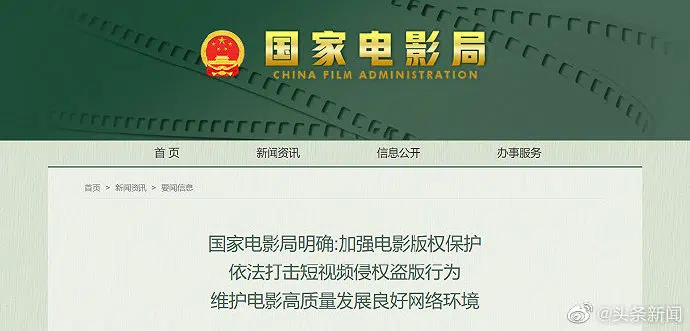 国家电影局
CHINA FILM ADMINISTRATION
首 页 新闻资讯 信息公开 办事服务
首页 > 新闻资讯 > 要闻信息
国家电影局明确:加强电影版权保护
依法打击短视频侵权盗版行为
维护电影高质量发展良好网络环境
@头条新闻